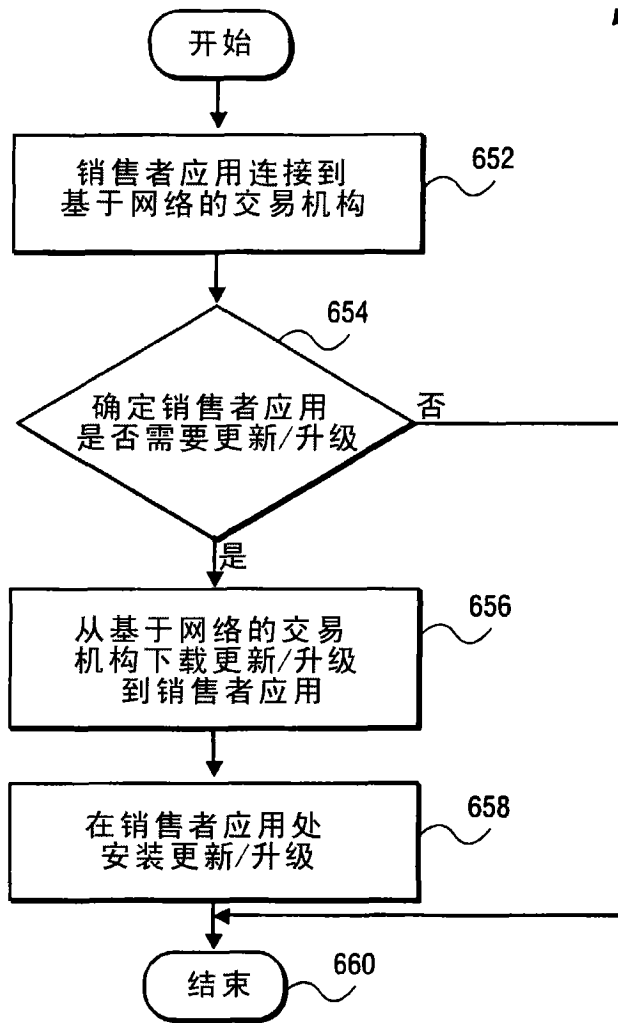 开始
销售者应用连接到
基于网络的交易机构
652
654
确定销售者应用
是否需要更新/升级
否
是
从基于网络的交易
机构下载更新/升级
到销售者应用
656
在销售者应用处
安装更新/升级
658
结束
660